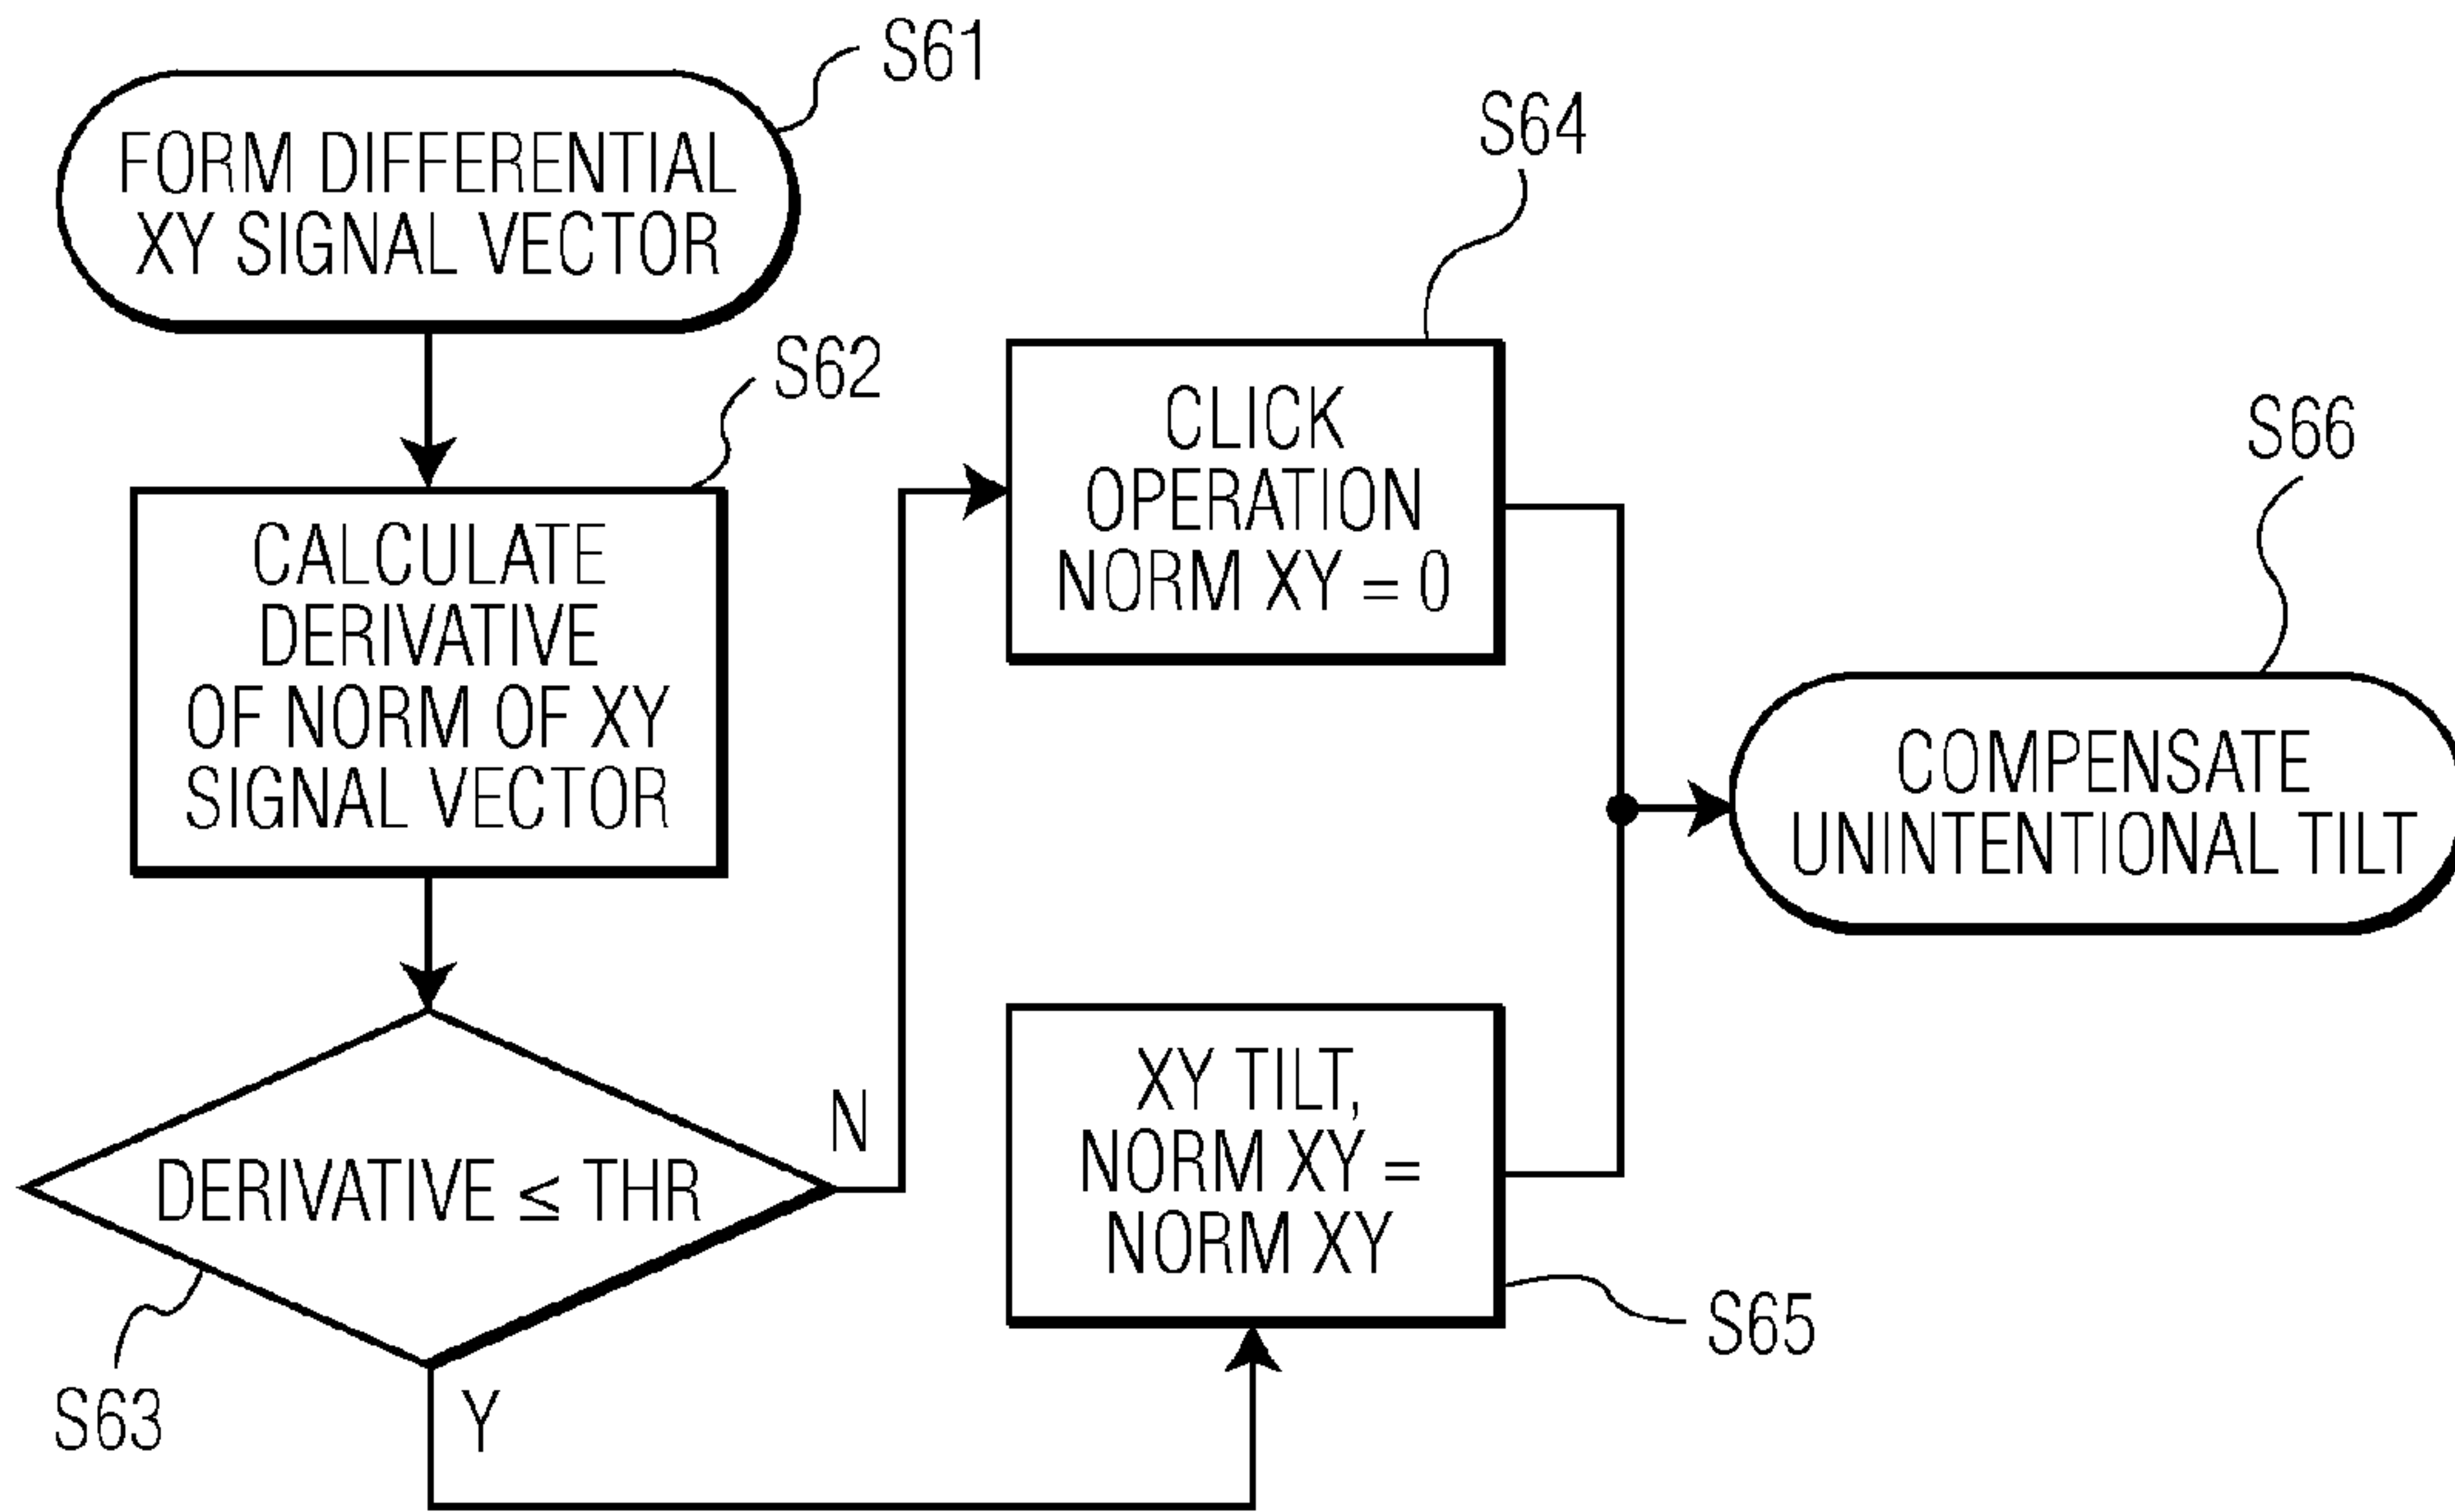 S61
FORM DIFFERENTIAL
XY SIGNAL VECTOR
S62
CALCULATE
DERIVATIVE
OF NORM OF XY
SIGNAL VECTOR
DERIVATIVE ≤ THR
S63
N
Y
S64
CLICK
OPERATION
NORM XY = 0
XY TILT,
NORM XY =
NORM XY
S65
S66
COMPENSATE
UNINTENTIONAL TILT